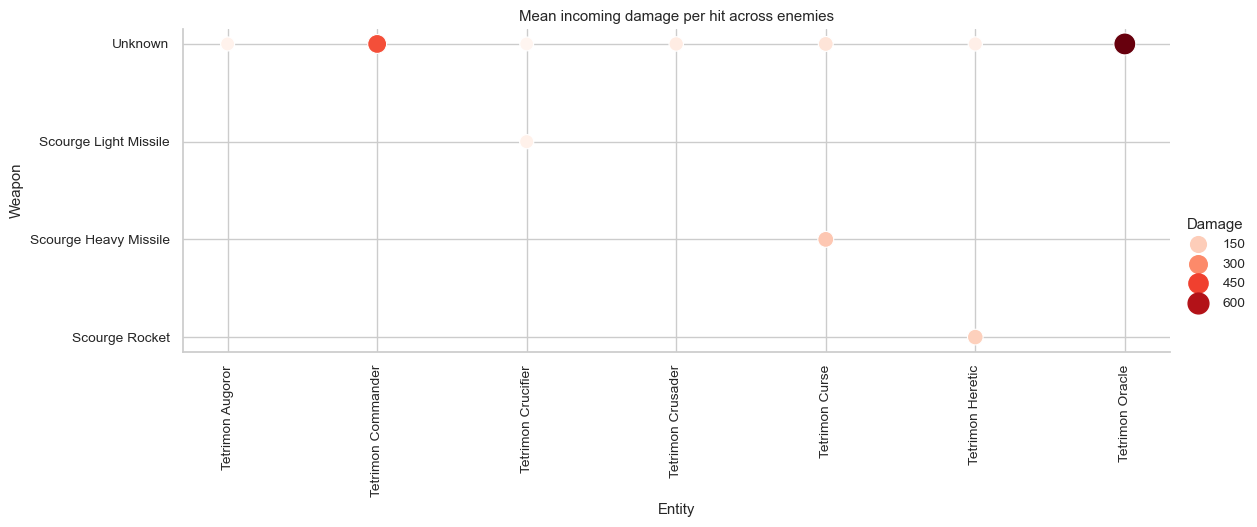 Mean incoming damage per hit across enemies
Unknown
Scourge Light Missile
Scourge Heavy Missile
Scourge Rocket
Weapon
Tetrimon Augoror
Tetrimon Commander
Tetrimon Crucifier
Tetrimon Crusader
Tetrimon Curse
Tetrimon Heretic
Tetrimon Oracle
Entity
Damage
150
300
450
600